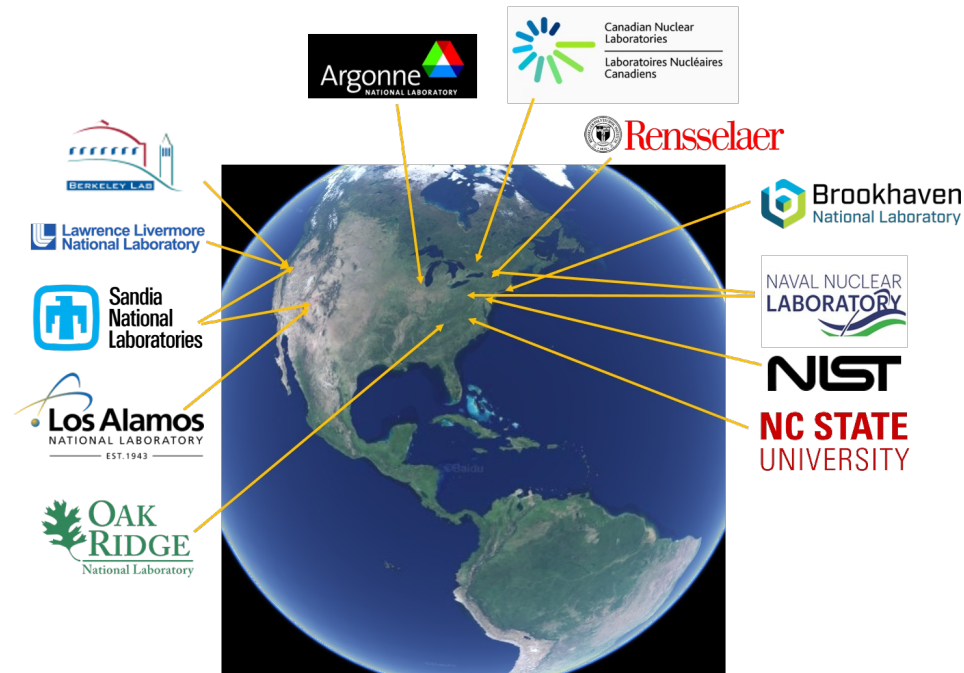 Argonne
NATIONAL LABORATORY
Canadian Nuclear
Laboratories
Laboratoires Nucléaires
Canadiens
Rensselaer
BERKELEY LAB
Brookhaven
National Laboratory
Lawrence Livermore
National Laboratory
NAVAL NUCLEAR
LABORATORY
Sandia
National
Laboratories
NIST
Los Alamos
NATIONAL LABORATORY
EST. 1943
NC STATE
UNIVERSITY
©Baidu
OAK
RIDGE
National Laboratory